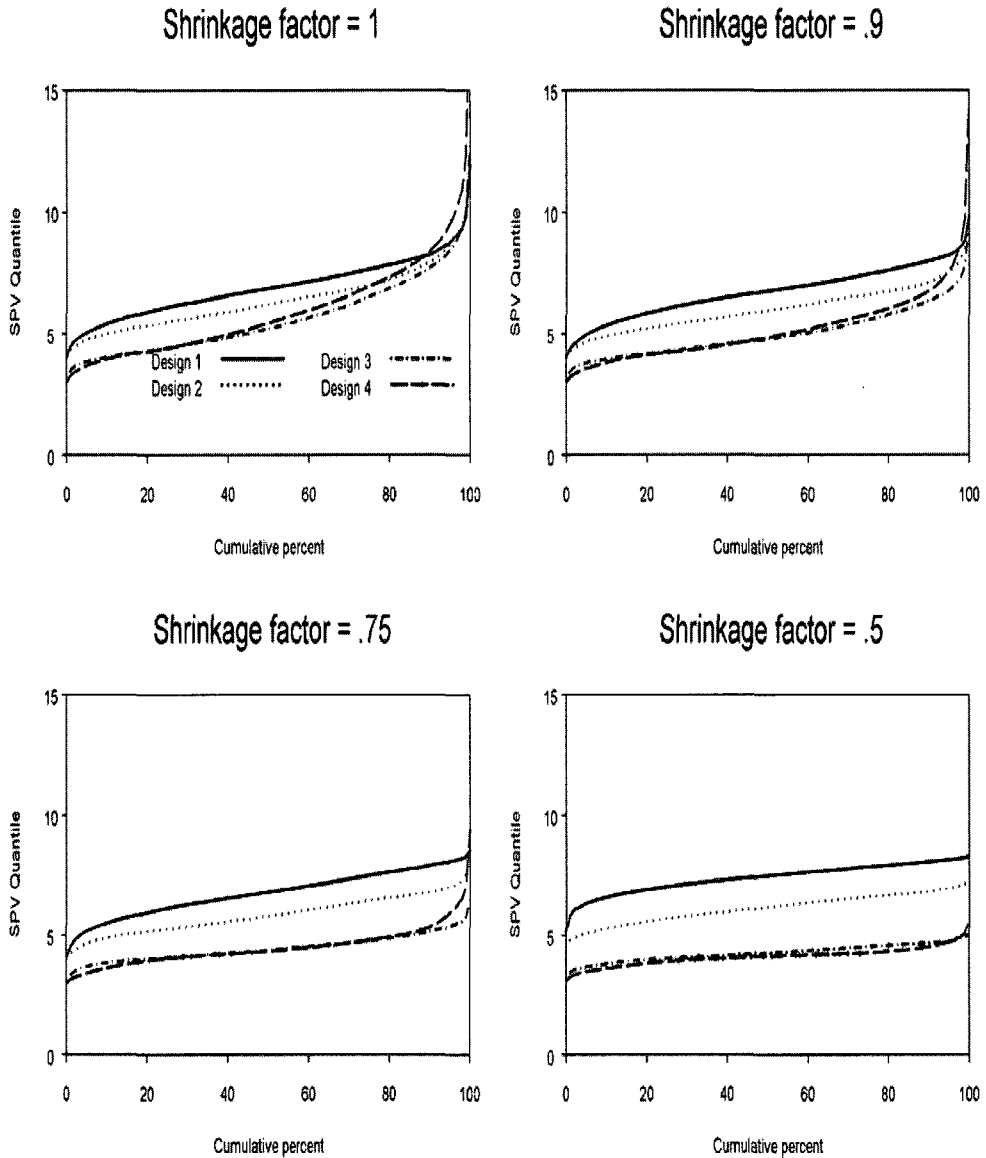 Shrinkage factor = 1
15
10
5
0
SPV Quantile
Design 1
Design 2
Design 3
Design 4
0 20 40 60 80 100
Cumulative percent
Shrinkage factor = .9
15
10
5
0
SPV Quantile
0 20 40 60 80 100
Cumulative percent
Shrinkage factor = .75
15
10
5
0
SPV Quantile
0 20 40 60 80 100
Cumulative percent
Shrinkage factor = .5
15
10
5
0
SPV Quantile
0 20 40 60 80 100
Cumulative percent